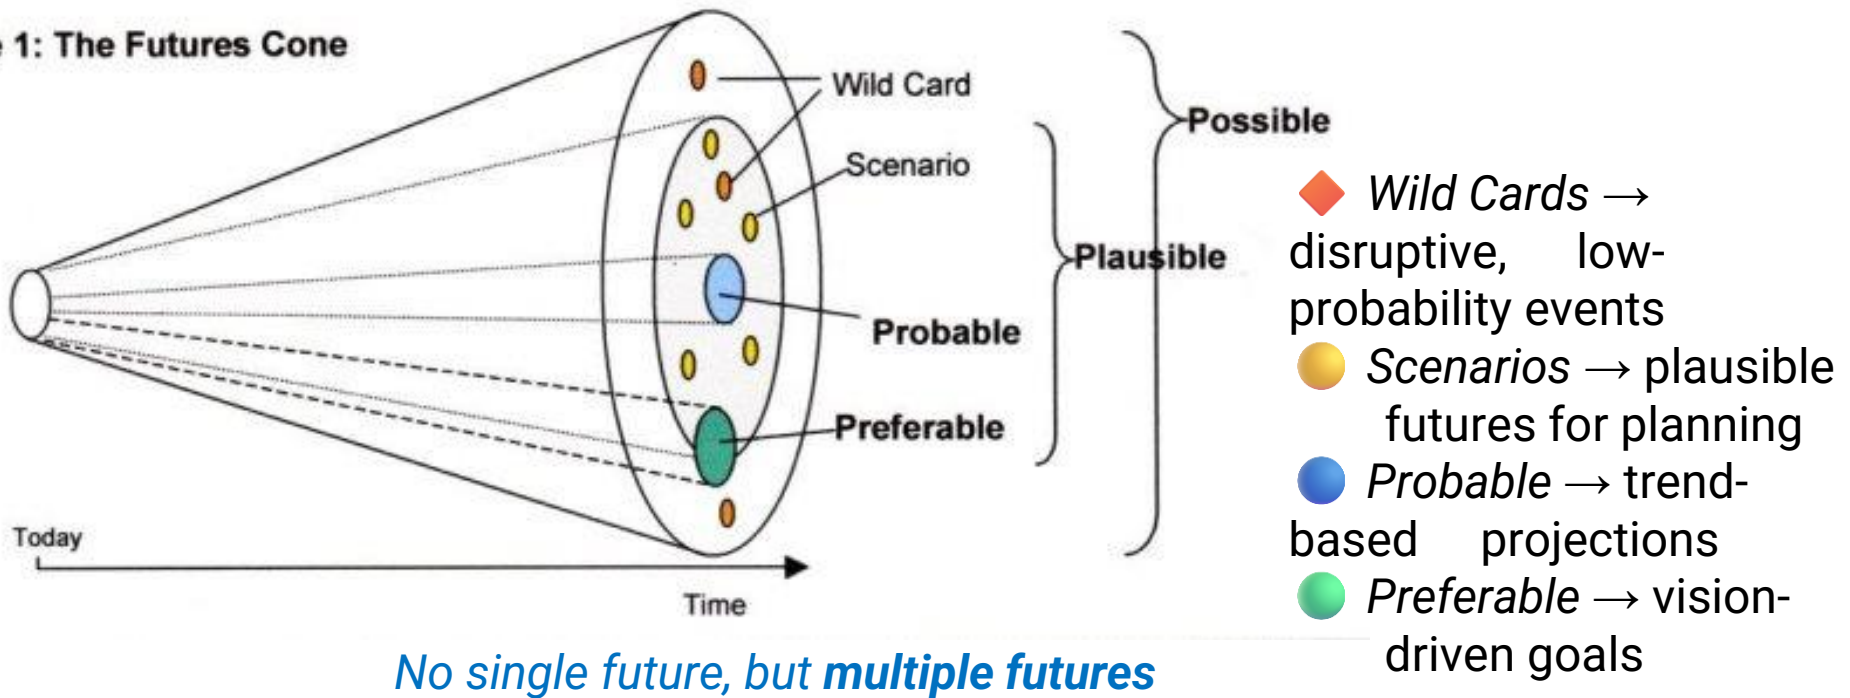 e 1: The Futures Cone
Wild Card
Scenario
Possible
Plausible
Probable
Preferable
Today
Time
Wild Cards →
disruptive, low-
probability events
Scenarios → plausible
futures for planning
Probable → trend-
based projections
Preferable → vision-
driven goals
No single future, but multiple futures